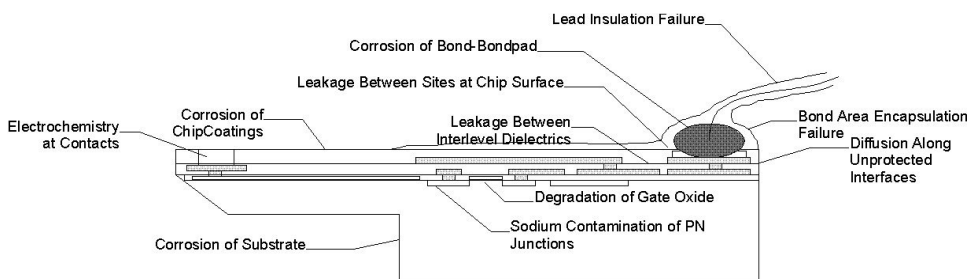 Lead Insulation Failure
Corrosion of Bond-Bondpad
Leakage Between Sites at Chip Surface
Corrosion of
ChipCoatings
Electrochemistry
at Contacts
Leakage Between
Interlevel Dielectrics
Bond Area Encapsulation
Failure
Diffusion Along
Unprotected
Interfaces
Degradation of Gate Oxide
Sodium Contamination of PN
Junctions
Corrosion of Substrate